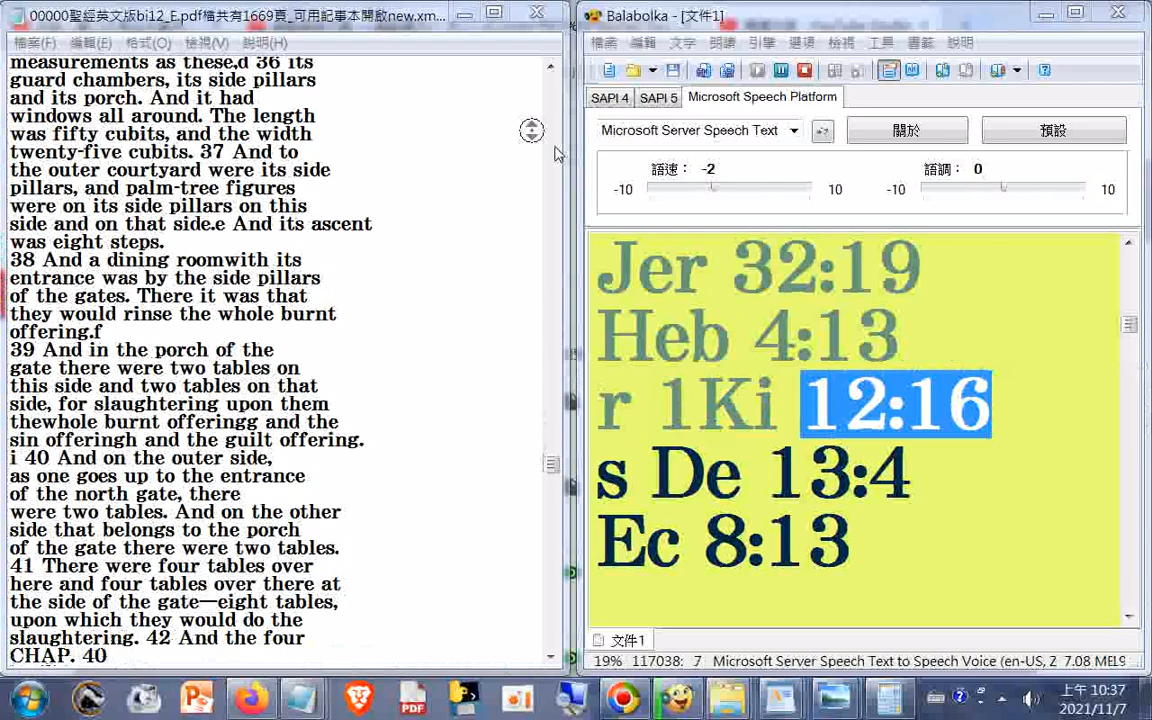 00000聖經英文版bi12_E.pdf檔共有1669頁_可用記事本開啟new.xm...
檔案(F) 編輯(E) 格式(O) 檢視(V) 說明(H)
measurements as these,d 36 its
guard chambers, its side pillars
and its porch. And it had
windows all around. The length
was fifty cubits, and the width
twenty-five cubits. 37 And to
the outer courtyard were its side
pillars, and palm-tree figures
were on its side pillars on this
side and on that side.e And its ascent
was eight steps.
38 And a dining roomwith its
entrance was by the side pillars
of the gates. There it was that
they would rinse the whole burnt
offering.f
39 And in the porch of the
gate there were two tables on
this side and two tables on that
side, for slaughtering upon them
thewhole burnt offeringg and the
sin offeringh and the guilt offering.
i 40 And on the outer side,
as one goes up to the entrance
of the north gate, there
were two tables. And on the other
side that belongs to the porch
of the gate there were two tables.
41 There were four tables over
here and four tables over there at
the side of the gate—eight tables,
upon which they would do the
slaughtering. 42 And the four
CHAP. 40
Balabolka - [文件1]
檔案 編輯 文字 朗讀 引擎 選項 檢視 工具 書籤 說明
SAPI 4 SAPI 5 Microsoft Speech Platform
Microsoft Server Speech Text 關於 預設
語速： -2 語調： 0
-10 10 -10 10
Jer 32:19
Heb 4:13
r 1Ki 12:16
s De 13:4
Ec 8:13
文件1
19% 117038: 7 Microsoft Server Speech Text to Speech Voice (en-US, 2 7.08 MB
上午 10:37
2021/11/7